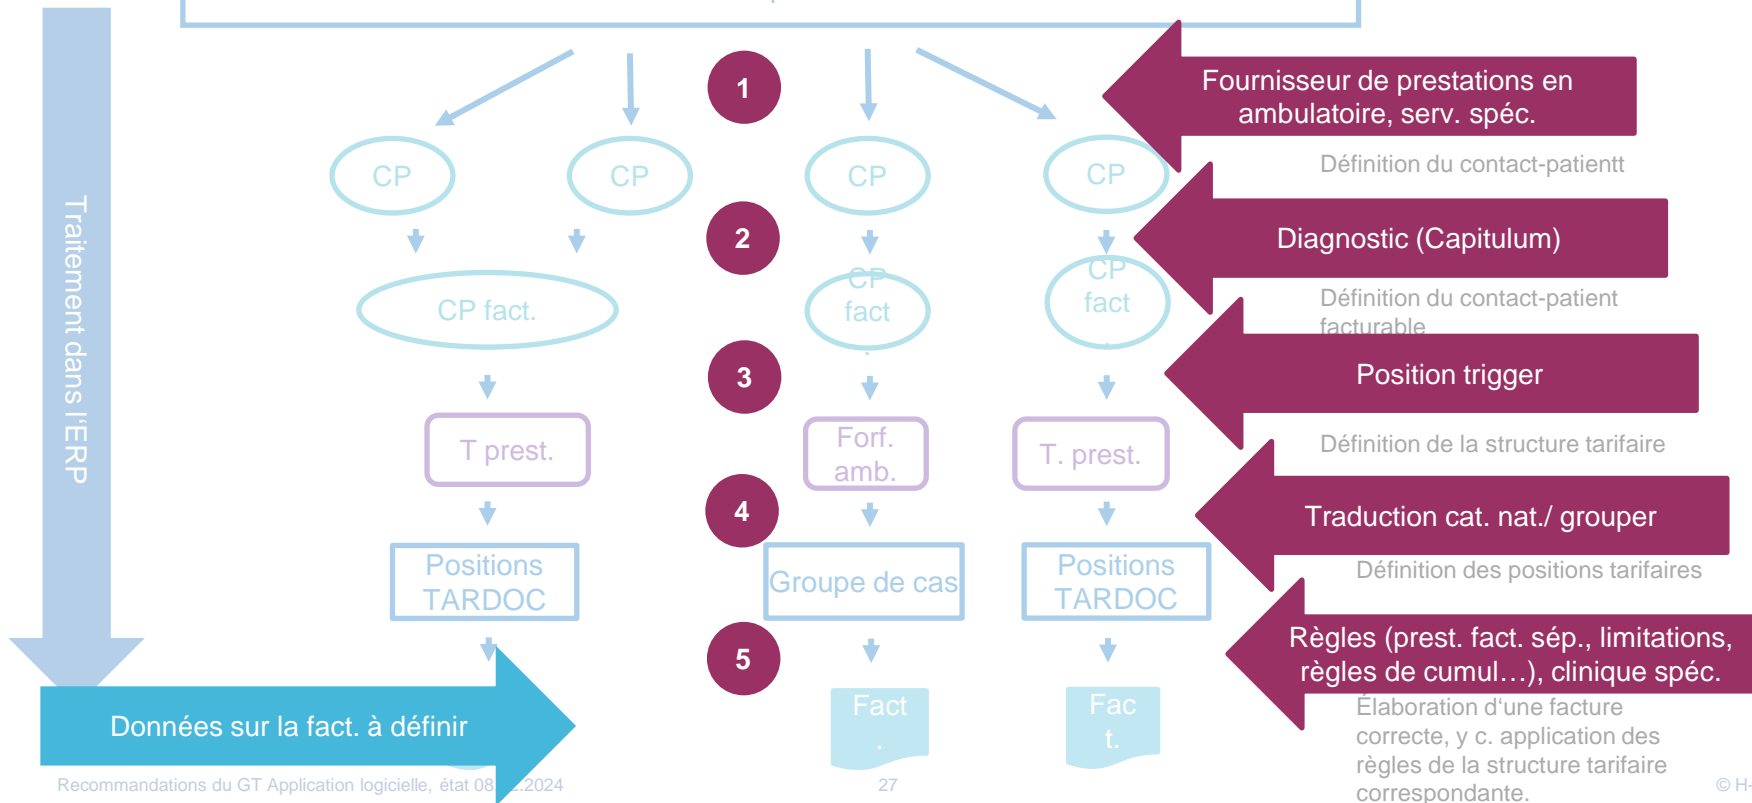 1
Fournisseur de prestations en
ambulatoire, serv. spéc.
Définition du contact-patientt
CP
CP
CP
CP
Traitement dans l'ERP
2
Diagnostic (Capitulum)
Définition du contact-patient
facturable
CP fact.
CP
fact
.
CP
fact
.
3
Position trigger
Définition de la structure tarifaire
T prest.
Forf.
amb.
T. prest.
4
Traduction cat. nat./ grouper
Définition des positions tarifaires
Positions
TARDOC
Groupe de cas
Positions
TARDOC
5
Règles (prest. fact. sép., limitations,
règles de cumul…), clinique spéc.
Élaboration d'une facture
correcte, y c. application des
règles de la structure tarifaire
correspondante.
Données sur la fact. à définir
Fact
.
Fac
t.
Recommandations du GT Application logicielle, état 08 .2024
27
© H-